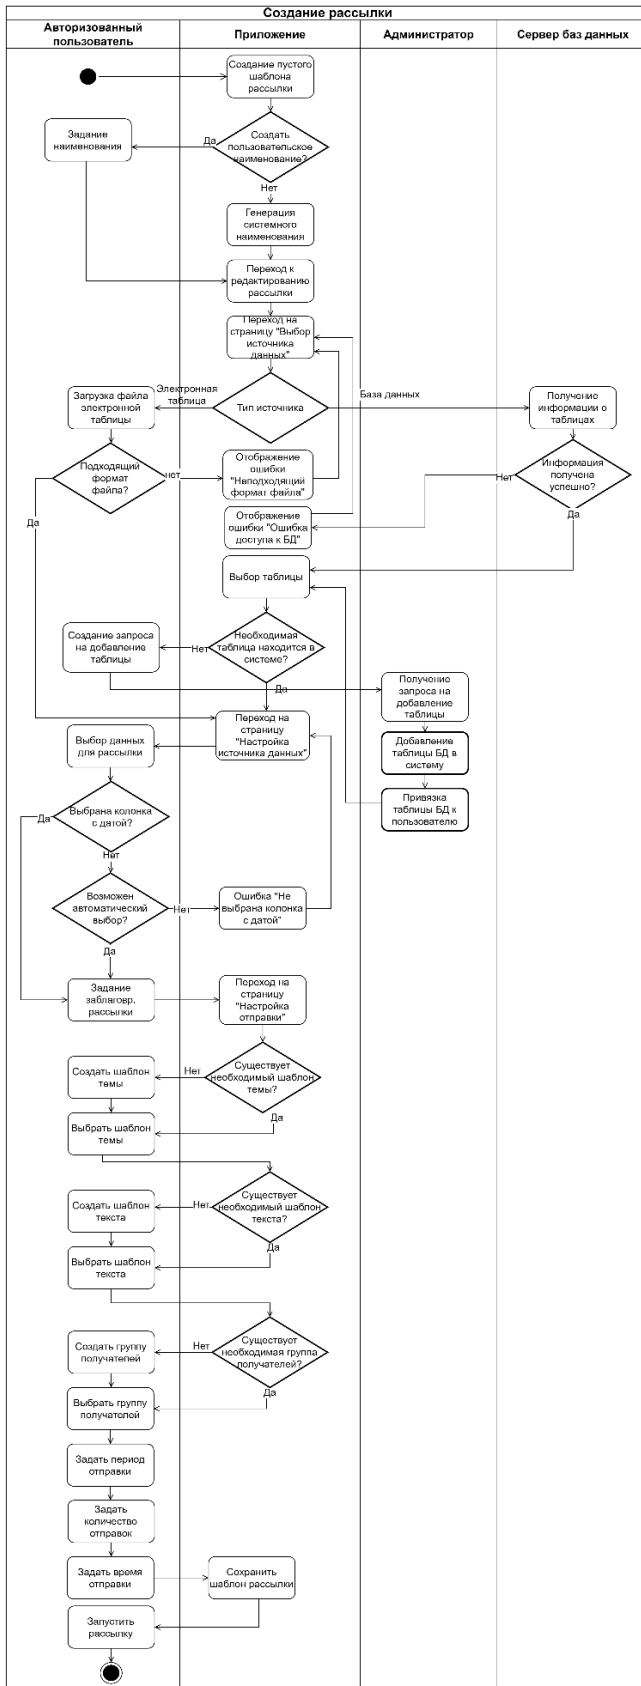 Создание рассылки
Авторизованный
пользователь
Приложение
Администратор
Сервер баз данных
Создание пустого
шаблона
рассылки
Создать
пользовательское
наименование?
Да
Задание
наименования
Нет
Генерация
системного
наименования
Переход к
редактированию
рассылки
Переход на
страницу "Выбор
источника
данных"
Тип источника
Электронная
таблица
База данных
Загрузка файла
электронной
таблицы
Получение
информации о
таблицах
Подходящий
формат
файла?
нет
Отображение
ошибки
"Неподходящий
формат файла"
Информация
получена
успешно?
Нет
Да
Отображение
ошибки "Ошибка
доступа к БД"
Да
Выбор таблицы
Необходимая
таблица находится в
системе?
Нет
Создание запроса
на добавление
таблицы
Да
Получение
запроса на
добавление
таблицы
Переход на
страницу
"Настройка
источника данных"
Выбор данных
для рассылки
Добавление
таблицы БД в
систему
Привязка
таблицы БД к
пользователю
Выбрана колонка
с датой?
Да
Нет
Возможен
автоматический
выбор?
Нет
Ошибка "Не
выбрана колонка
с датой"
Да
Задание
заблаговр.
рассылки
Переход на
страницу
"Настройка
отправки"
Существует
необходимый шаблон
темы?
Нет
Создать шаблон
темы
Да
Выбрать шаблон
темы
Существует
необходимый шаблон
текста?
Нет
Создать шаблон
текста
Да
Выбрать шаблон
текста
Существует
необходимая группа
получателей?
Нет
Создать группу
получателей
Да
Выбрать группу
получателей
Задать период
отправки
Задать
количество
отправок
Задать время
отправки
Сохранить
шаблон рассылки
Запустить
рассылку